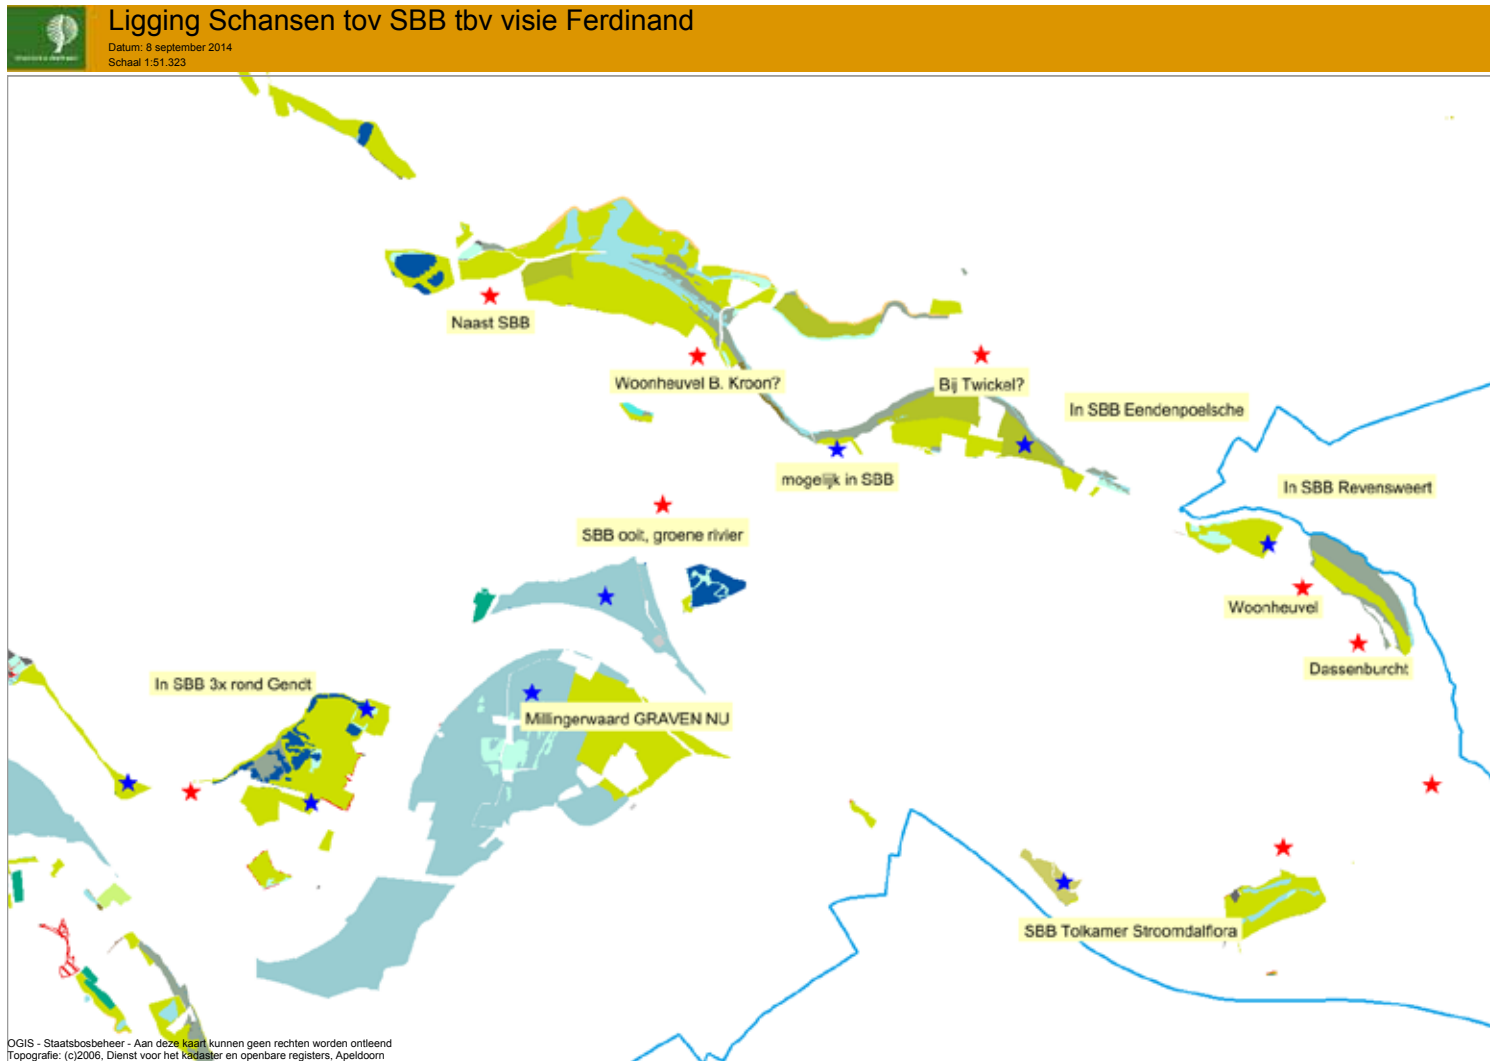 Ligging Schansen tov SBB tbv visie Ferdinand
Datum: 8 september 2014
Schaal 1:51.323
Naast SBB
Woonheuvel B. Kroon?
Bij Twickel?
In SBB Eendenpoelsche
mogelijk in SBB
In SBB Revensweert
SBB ooit, groene rivier
Woonheuvel
Dassenburcht
In SBB 3x rond Gendt
Millingerwaard GRAVEN NU
SBB Tolkamer Stroomdalflora
OGIS - Staatsbosbeheer - Aan deze kaart kunnen geen rechten worden ontleend
Topografie: (c)2006, Dienst voor het kadaster en openbare registers, Apeldoorn